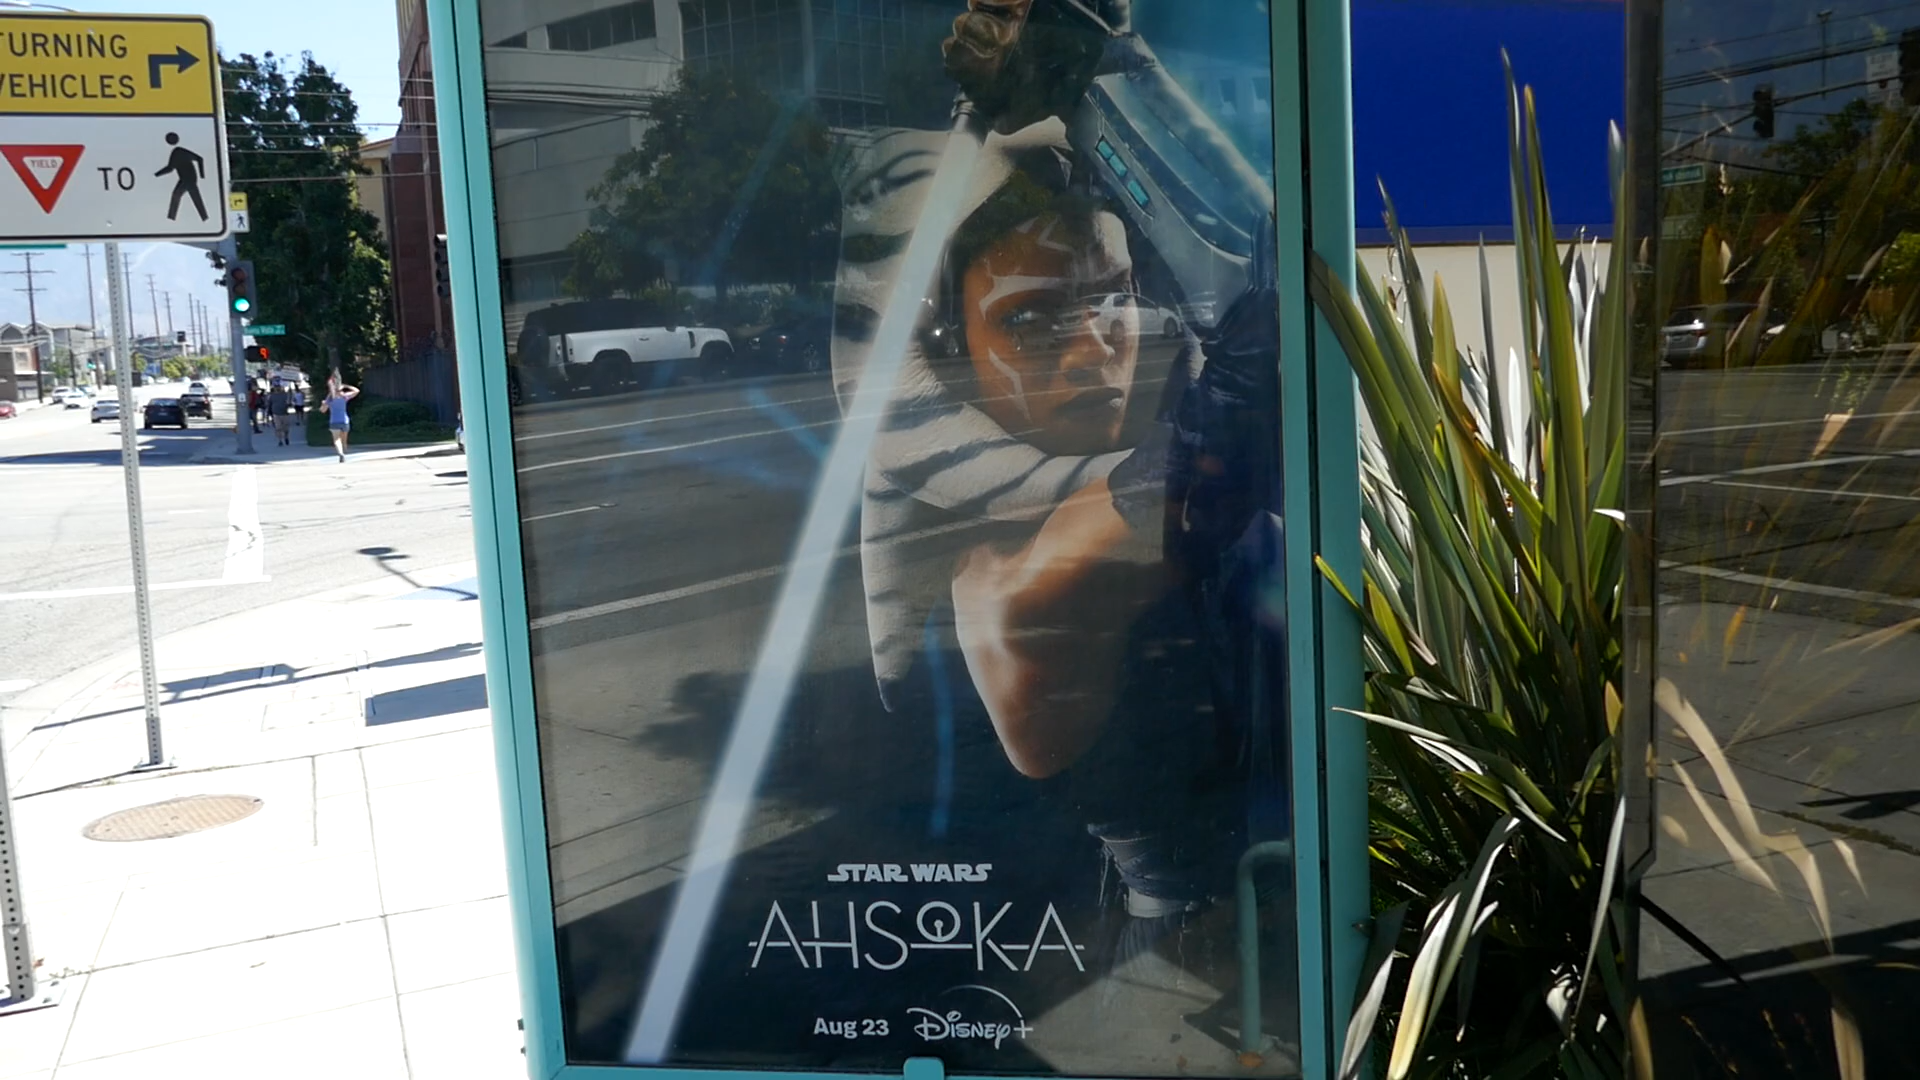 TURNING
VEHICLES
YIELD
TO
STAR WARS
AHSOKA
Aug 23 Disney+